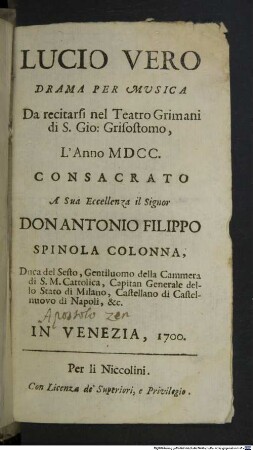 LUCIO VERO
DRAMA PER MUSICA
Da recitarsi nel Teatro Grimani
di S. Gio: Grisostomo,
L'Anno MDCC.
CONSACRATO
A Sua Eccellenza il Signor
DON ANTONIO FILIPPO
SPINOLA COLONNA,
Duca del Sesto, Gentiluomo della Cammera
di S. M. Cattolica, Capitan Generale del-
lo Stato di Milano, Castellano di Castel-
nuovo di Napoli, &c.
Apostolo Zen
IN VENEZIA, 1700.
Per li Niccolini.
Con Licenza de' Superiori, e Privilegio.